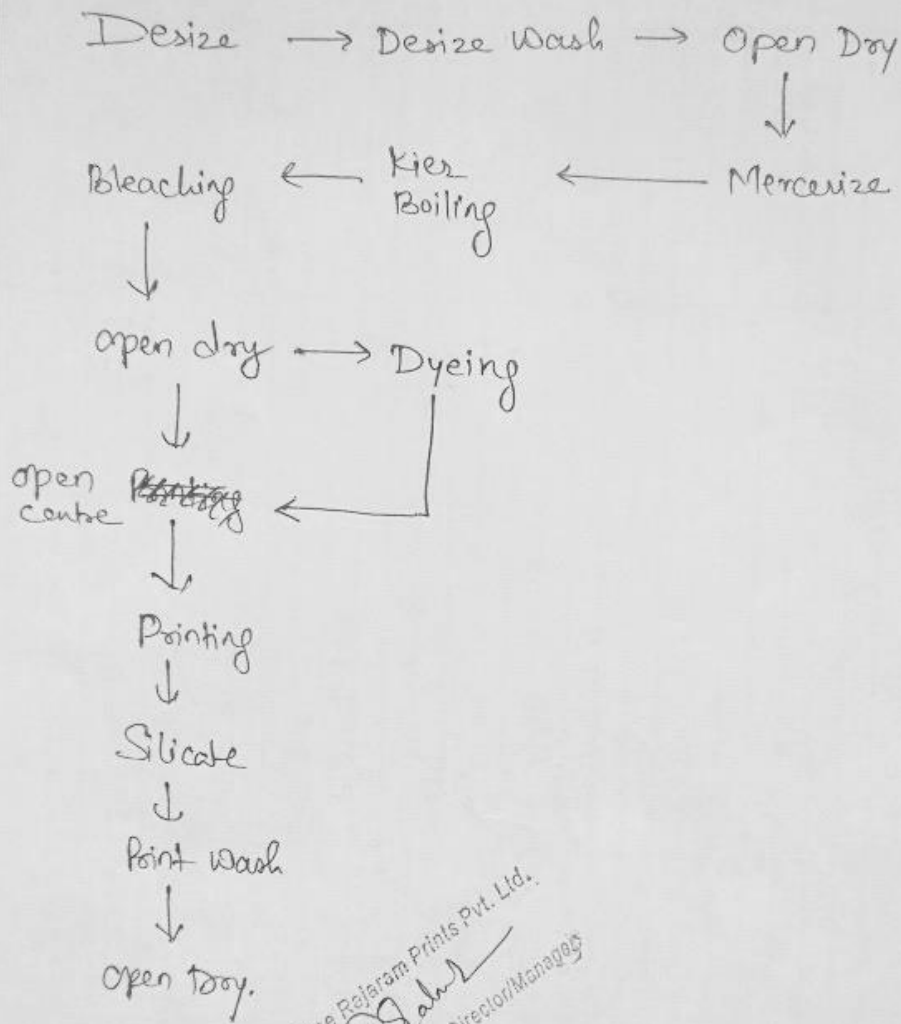 Desize → Desize Wash → Open Dry
Bleaching ← Kier Boiling ← Mercerize
open dry → Dyeing
open centre
Printing
Silicate
Print Wash
Open Dry.
Rajaram Prints Pvt. Ltd.
Director/Manager